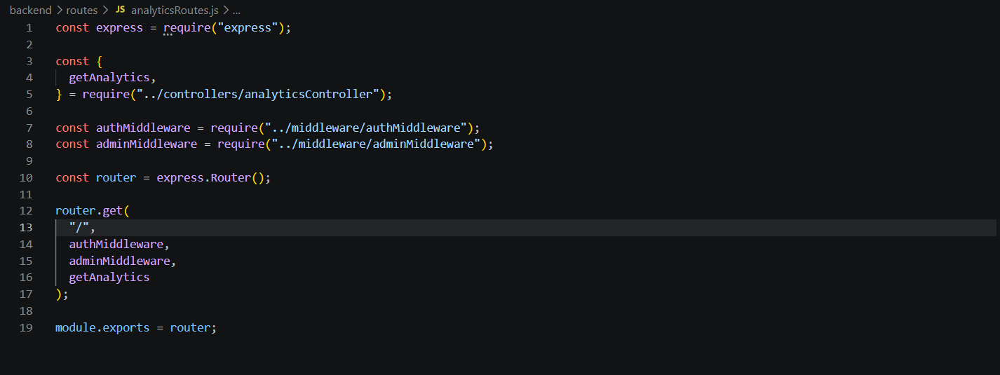 backend > routes > JS analyticsRoutes.js > ...
1 const express = require("express");
2
3 const {
4   getAnalytics,
5 } = require("../controllers/analyticsController");
6
7 const authMiddleware = require("../middleware/authMiddleware");
8 const adminMiddleware = require("../middleware/adminMiddleware");
9
10 const router = express.Router();
11
12 router.get(
13   "/",
14   authMiddleware,
15   adminMiddleware,
16   getAnalytics
17 );
18
19 module.exports = router;